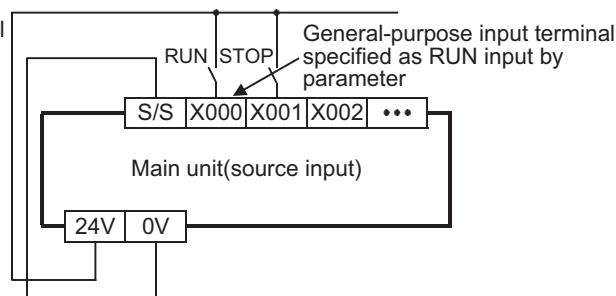 l
General-purpose input terminal
specified as RUN input by
parameter
RUN STOP
S/S X000 X001 X002 •••
Main unit(source input)
24V 0V